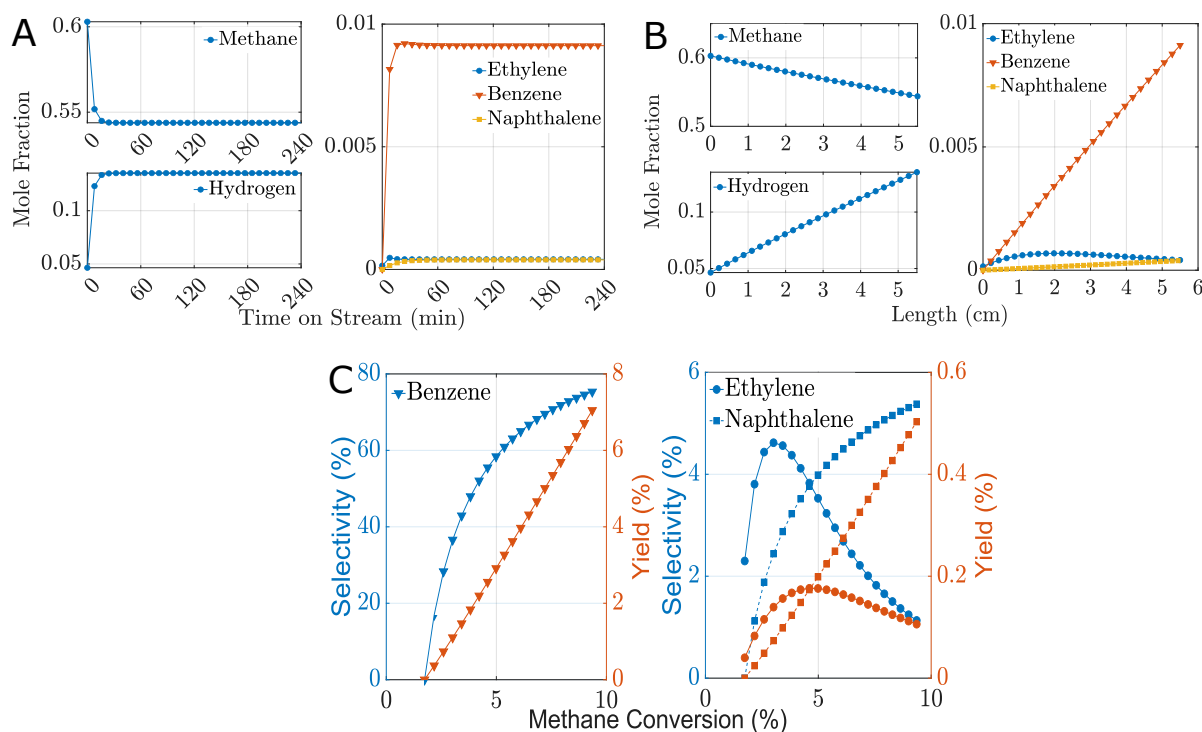 A
Mole Fraction
0.6
0.55
Methane
0 60 120 180 240
0.1
0.05
Hydrogen
0 60 120 180 240
0.01
0.005
0
Ethylene
Benzene
Naphthalene
0 60 120 180 240
Time on Stream (min)
B
Mole Fraction
0.6
0.5
Methane
0 1 2 3 4 5
0.1
0.05
Hydrogen
0 1 2 3 4 5
0.01
0.005
0
Ethylene
Benzene
Naphthalene
0 1 2 3 4 5 6
Length (cm)
C
Selectivity (%)
80
60
40
20
0
Benzene
8
6
4
2
0
Yield (%)
0 5 10
Selectivity (%)
6
4
2
0
Ethylene
Naphthalene
0.6
0.4
0.2
0
Yield (%)
0 5 10
Methane Conversion (%)